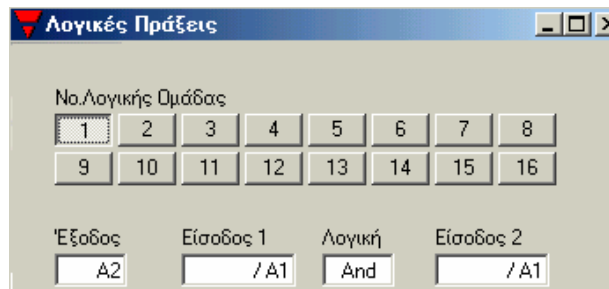 Λογικές Πράξεις
Νο.Λογικής Ομάδας
1 2 3 4 5 6 7 8
9 10 11 12 13 14 15 16
Έξοδος Είσοδος 1 Λογική Είσοδος 2
A2 / A1 And / A1